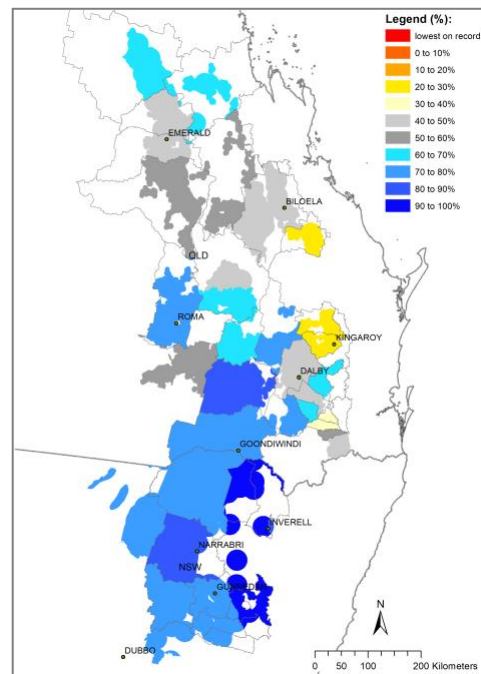 Legend (%):
lowest on record
0 to 10%
10 to 20%
20 to 30%
30 to 40%
40 to 50%
50 to 60%
60 to 70%
70 to 80%
80 to 90%
90 to 100%
EMERALD
BILOELA
QLD
ROMA
KINGAROY
DALBY
GOONDIWINDI
INVERELL
NARRABRI
NSW
GUNNEDAH
DUBBO
N
0 50 100 200 Kilometers